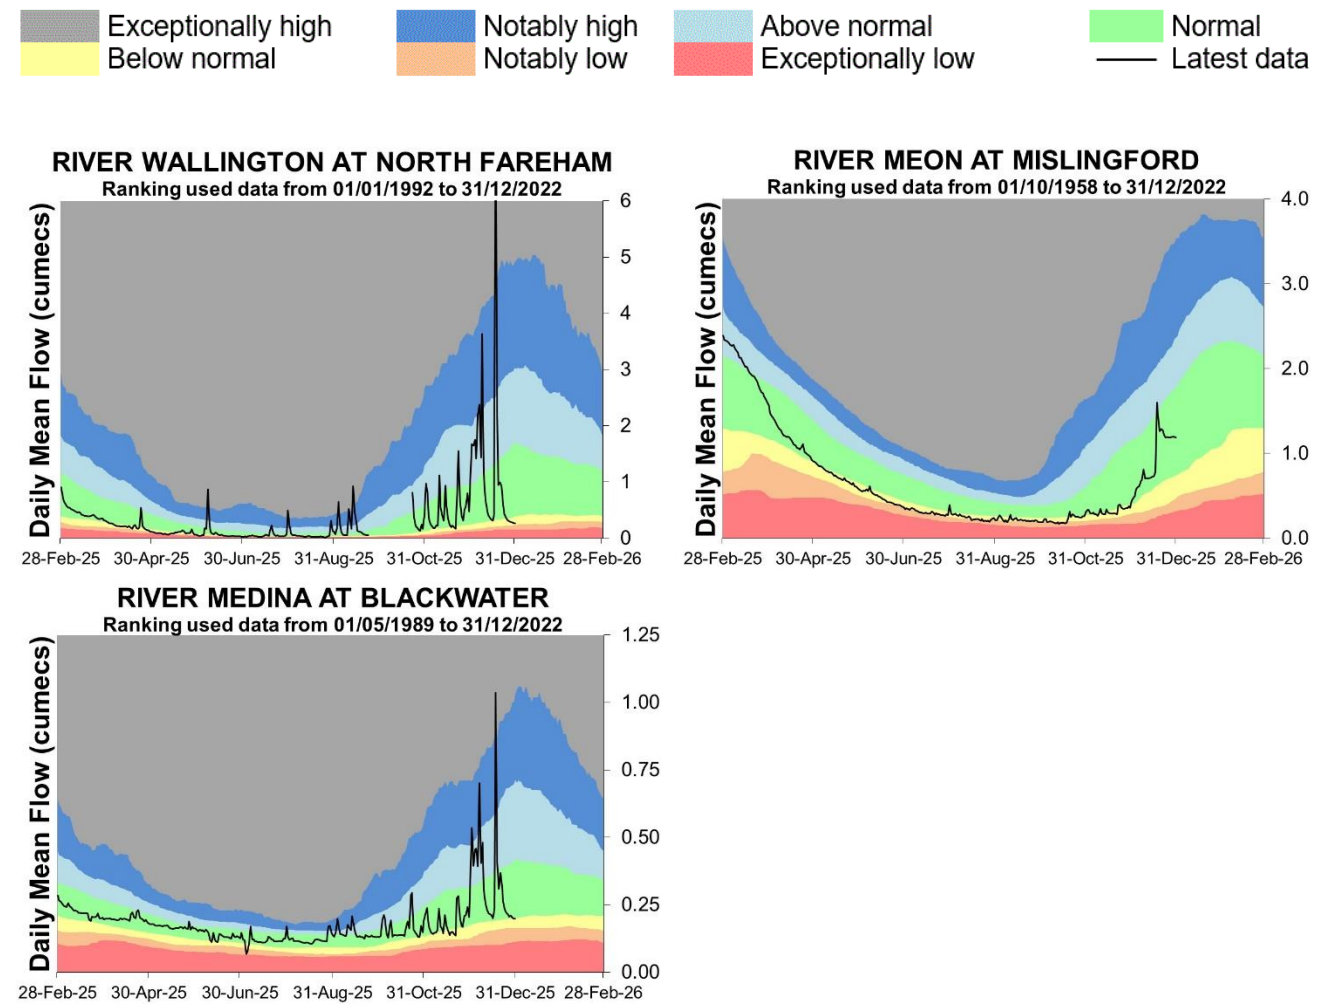 Exceptionally high Notably high Above normal Normal
Below normal Notably low Exceptionally low Latest data
RIVER WALLINGTON AT NORTH FAREHAM
Ranking used data from 01/01/1992 to 31/12/2022
Daily Mean Flow (cumecs)
6
5
4
3
2
1
0
28-Feb-25 30-Apr-25 30-Jun-25 31-Aug-25 31-Oct-25 31-Dec-25 28-Feb-26
RIVER MEON AT MISLINGFORD
Ranking used data from 01/10/1958 to 31/12/2022
Daily Mean Flow (cumecs)
4.0
3.0
2.0
1.0
0.0
28-Feb-25 30-Apr-25 30-Jun-25 31-Aug-25 31-Oct-25 31-Dec-25 28-Feb-26
RIVER MEDINA AT BLACKWATER
Ranking used data from 01/05/1989 to 31/12/2022
Daily Mean Flow (cumecs)
1.25
1.00
0.75
0.50
0.25
0.00
28-Feb-25 30-Apr-25 30-Jun-25 31-Aug-25 31-Oct-25 31-Dec-25 28-Feb-26